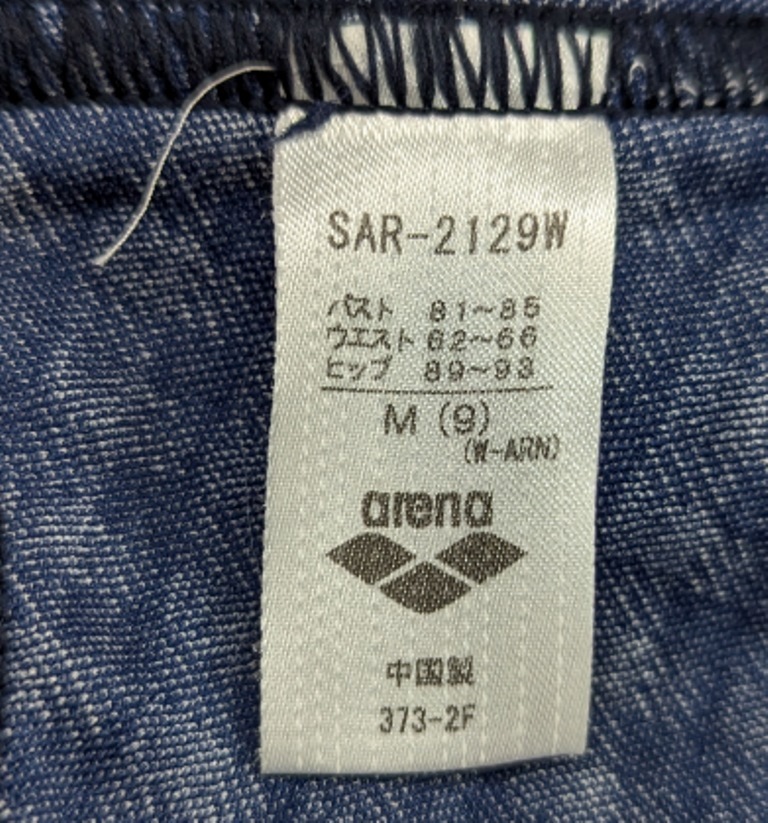 SAR-2129W
バスト 81~85
ウエスト 62~66
ヒップ 89~93
M (9)
(W-ARN)
arena
中国製
373-2F